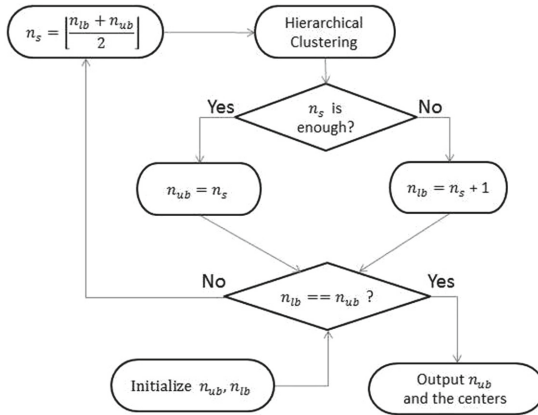 n_s = ⌊(n_lb + n_ub)/2⌋
Hierarchical
Clustering
Yes
n_s is
enough?
No
n_ub = n_s
n_lb = n_s + 1
No
n_lb == n_ub ?
Yes
Initialize n_ub, n_lb
Output n_ub
and the centers